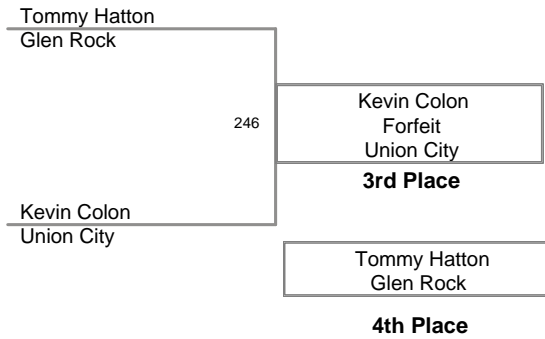 Tommy Hatton
Glen Rock
246
Kevin Colon
Forfeit
Union City
3rd Place
Kevin Colon
Union City
Tommy Hatton
Glen Rock
4th Place